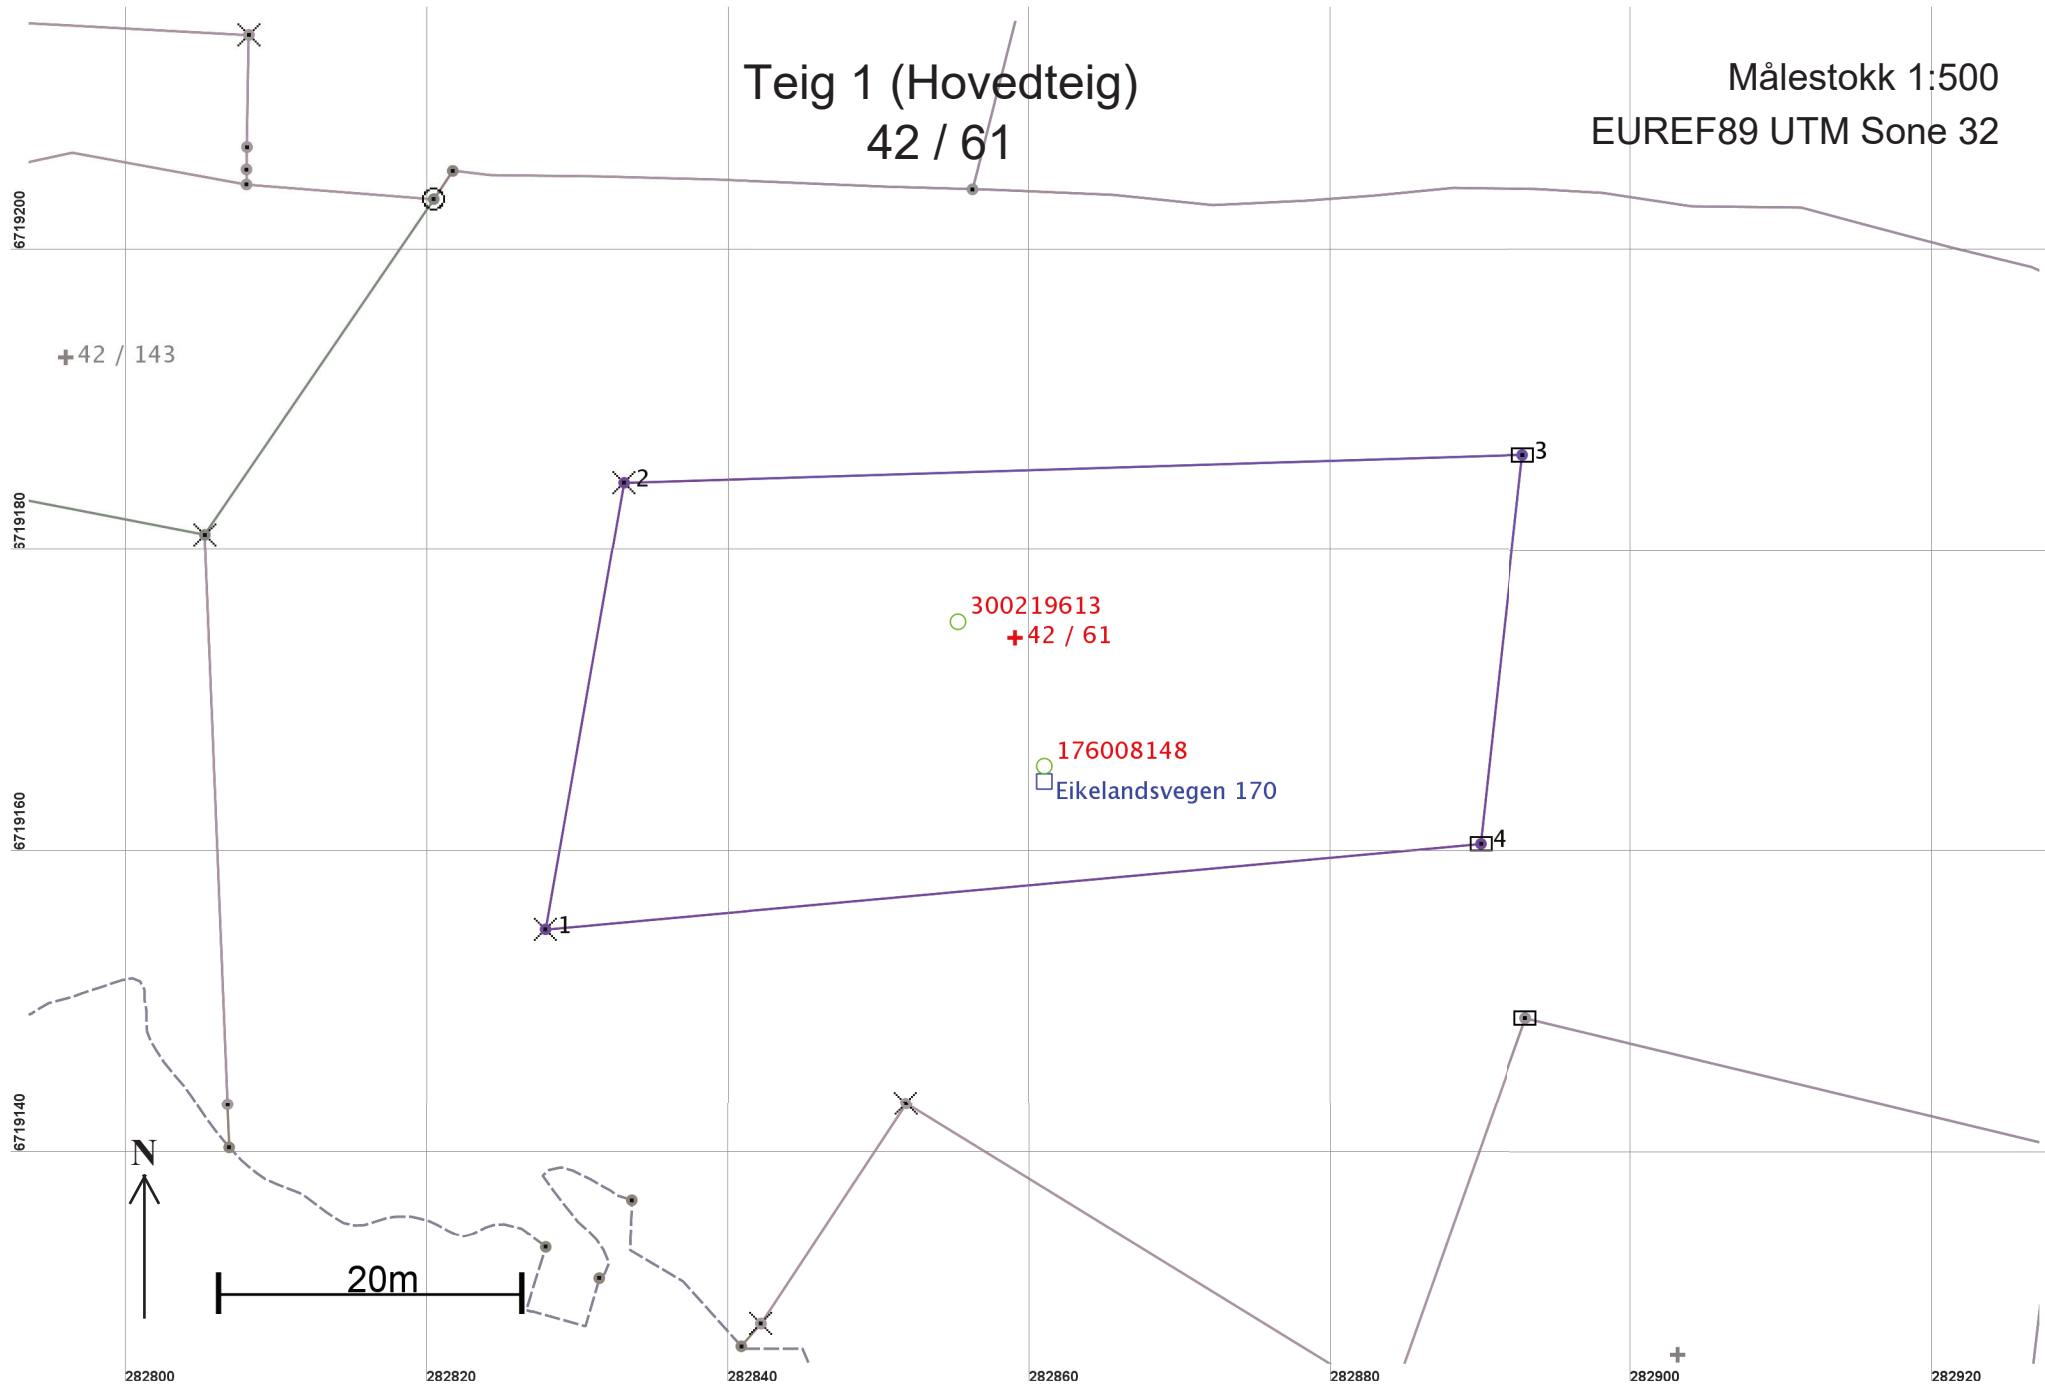 Teig 1 (Hovedteig)
42 / 61
Målestokk 1:500
EUREF89 UTM Sone 32
6719200
42 / 143
2
3
6719180
300219613
42 / 61
176008148
Eikelandsvegen 170
6719160
4
1
6719140
N
20m
282800
282820
282840
282860
282880
282900
282920